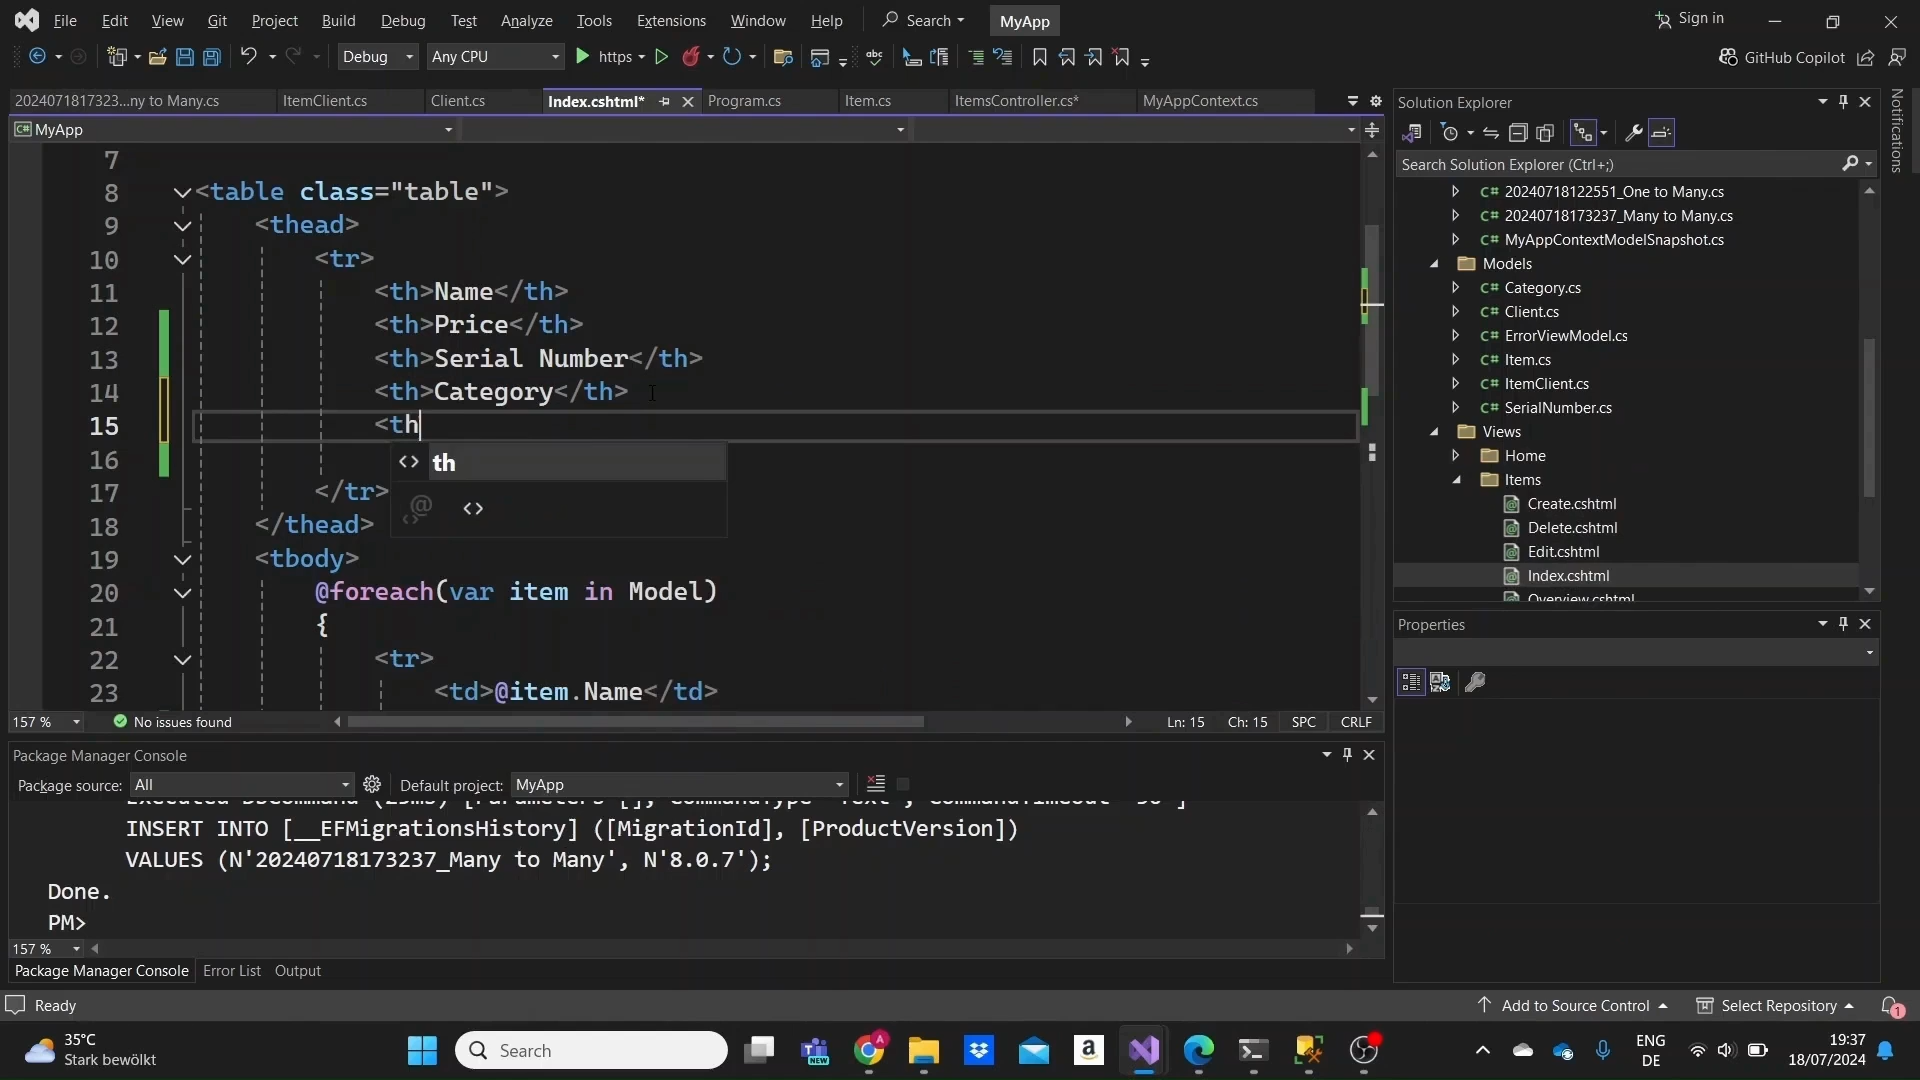 File Edit View Git Project Build Debug Test Analyze Tools Extensions Window Help Search MyApp Sign in
Debug Any CPU https GitHub Copilot
2024071817323...ny to Many.cs ItemClient.cs Client.cs Index.cshtml* Program.cs Item.cs ItemsController.cs* MyAppContext.cs
MyApp
7
8 <table class="table">
9 <thead>
10 <tr>
11 <th>Name</th>
12 <th>Price</th>
13 <th>Serial Number</th>
14 <th>Category</th>
15 <th
th
16
17 </tr>
18 </thead>
19 <tbody>
20 @foreach(var item in Model)
21 {
22 <tr>
23 <td>@item.Name</td>
157 % No issues found Ln: 15 Ch: 15 SPC CRLF
Package Manager Console
Package source: All Default project: MyApp
INSERT INTO [__EFMigrationsHistory] ([MigrationId], [ProductVersion])
VALUES (N'20240718173237_Many to Many', N'8.0.7');
Done.
PM>
157 %
Package Manager Console Error List Output
Solution Explorer
Search Solution Explorer (Ctrl+;)
C# 20240718122551_One to Many.cs
C# 20240718173237_Many to Many.cs
C# MyAppContextModelSnapshot.cs
Models
C# Category.cs
C# Client.cs
C# ErrorViewModel.cs
C# Item.cs
C# ItemClient.cs
C# SerialNumber.cs
Views
Home
Items
Create.cshtml
Delete.cshtml
Edit.cshtml
Index.cshtml
Overview.cshtml
Properties
Notifications
Ready Add to Source Control Select Repository 1
35°C
Stark bewölkt
Search
ENG
DE
19:37
18/07/2024